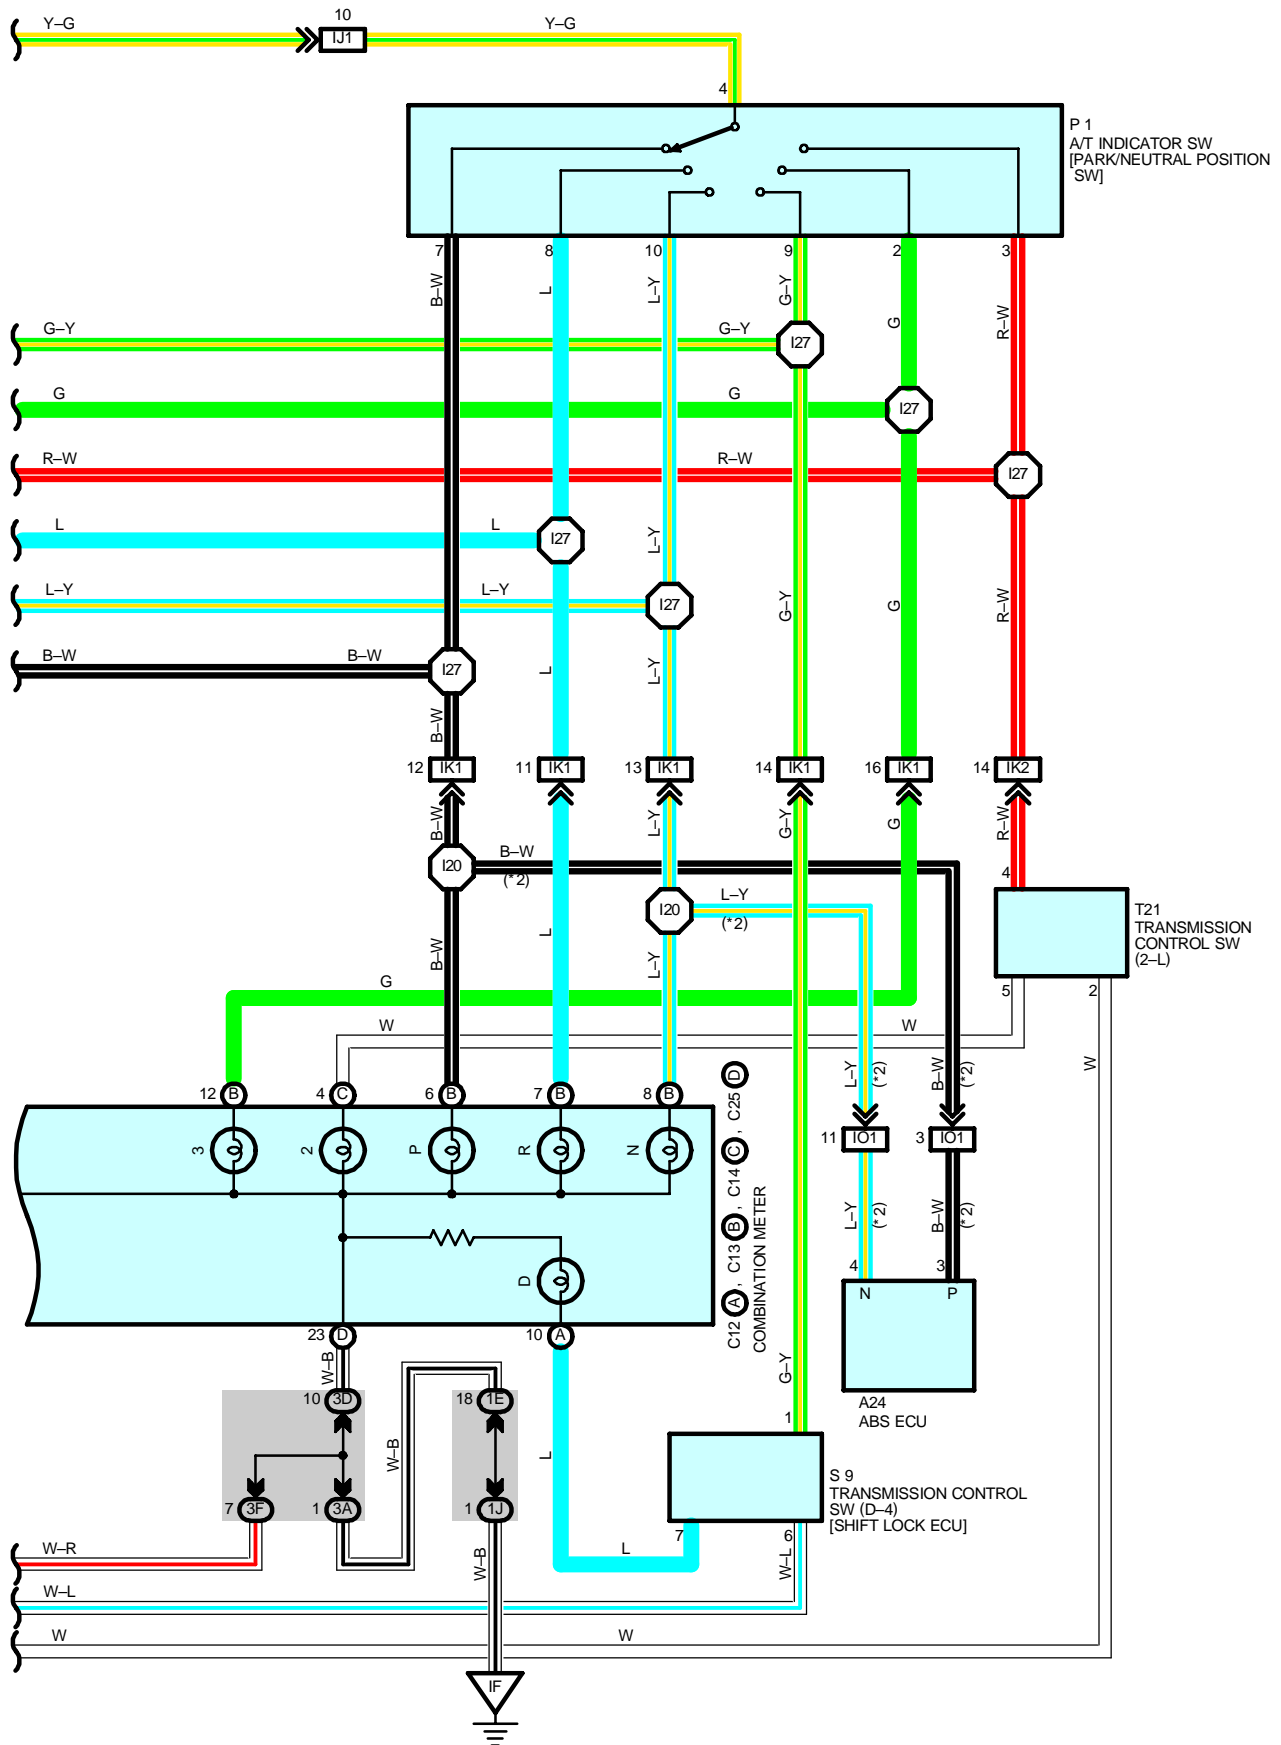 Y–G
10
IJ1
Y–G
4
P 1
A/T INDICATOR SW
[PARK/NEUTRAL POSITION
SW]
7
8
10
9
2
3
B–W
L
L–Y
G–Y
G
R–W
G–Y
G–Y
I27
G
G
I27
R–W
R–W
I27
L
L
I27
L–Y
L–Y
L–Y
I27
G–Y
G
R–W
B–W
B–W
I27
L
L–Y
B–W
12
IK1
11
IK1
13
IK1
14
IK1
16
IK1
14
IK2
B–W
L–Y
G–Y
G
R–W
I20
B–W
(*2)
4
I20
L–Y
(*2)
T21
TRANSMISSION
CONTROL SW
(2–L)
B–W
L
L–Y
G
5
2
W
W
W
L–Y
(*2)
B–W
(*2)
12
B
4
C
6
B
7
B
8
B
11
IO1
3
IO1
3
2
P
R
N
D
C12 A , C13 B , C14 C , C25 D
COMBINATION METER
L–Y
(*2)
B–W
(*2)
4
3
N
P
A24
ABS ECU
23
D
10
A
W–B
10
3D
18
1E
W–B
L
G–Y
1
S 9
TRANSMISSION CONTROL
SW (D–4)
[SHIFT LOCK ECU]
7
3F
1
3A
1
1J
7
6
W–R
W–B
L
W–L
W–L
W
W
IF